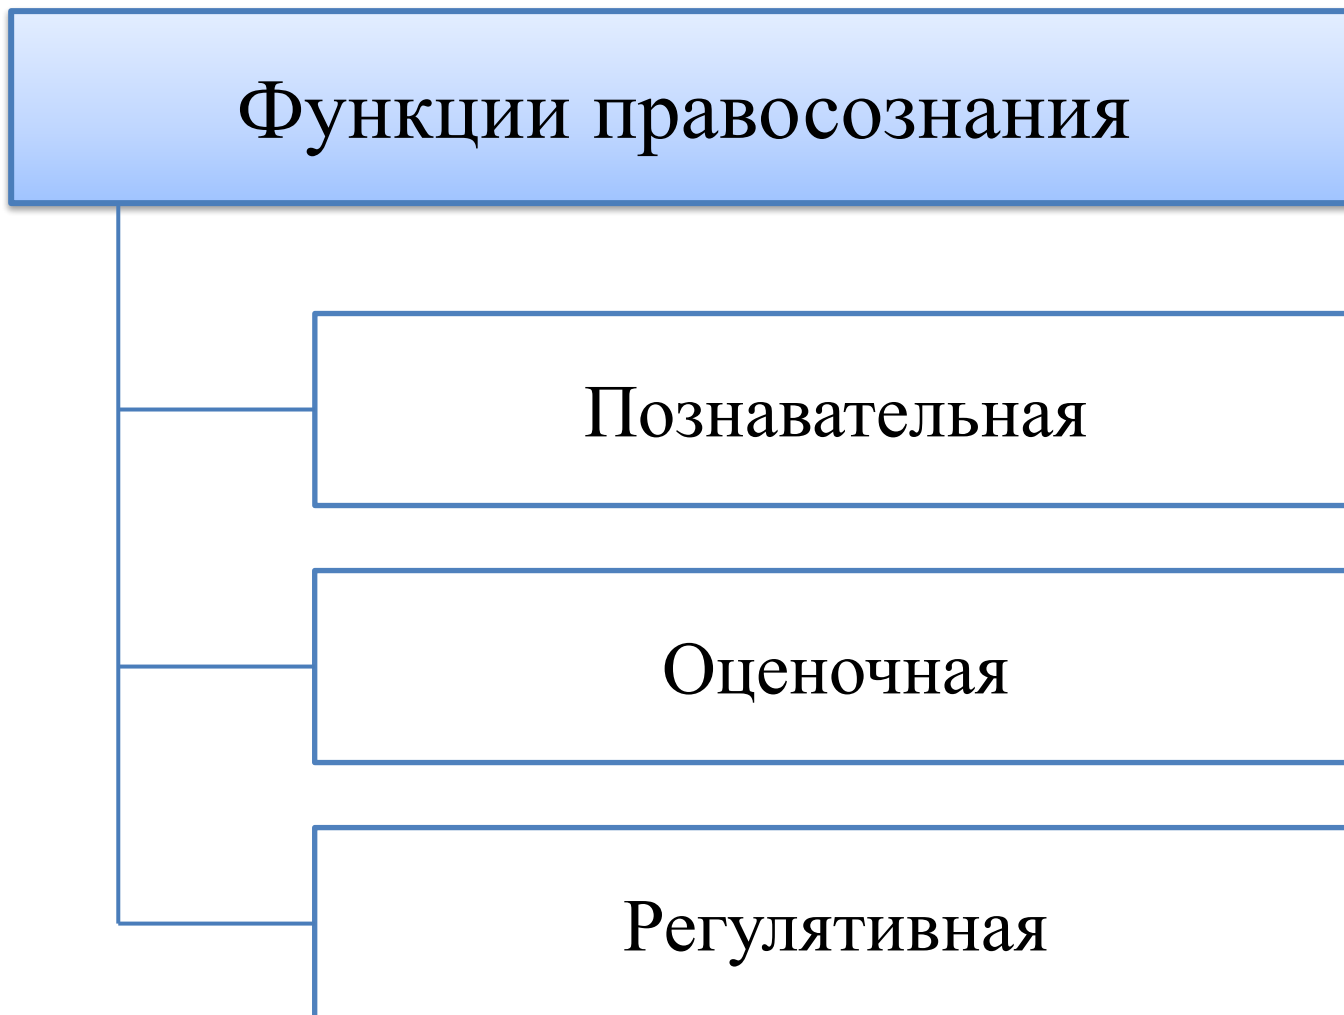 Функции правосознания
Познавательная
Оценочная
Регулятивная